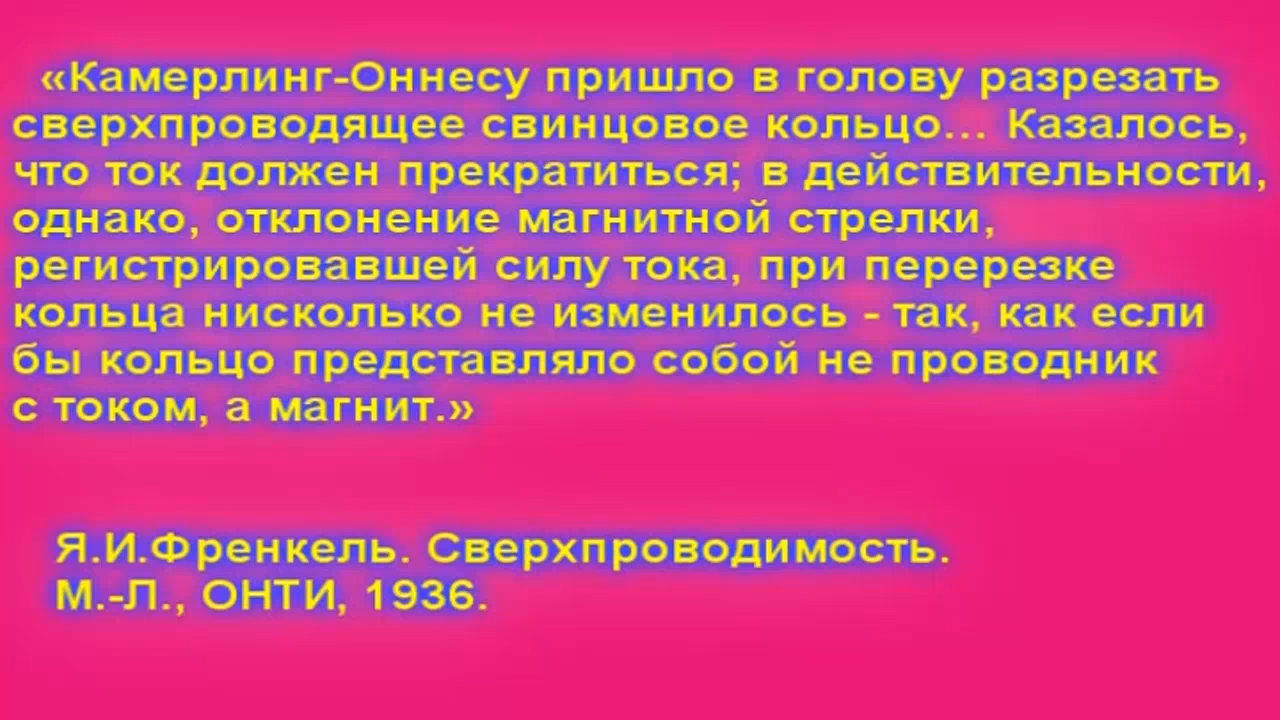 «Камерлинг-Оннесу пришло в голову разрезать
сверхпроводящее свинцовое кольцо... Казалось,
что ток должен прекратиться; в действительности,
однако, отклонение магнитной стрелки,
регистрировавшей силу тока, при перерезке
кольца нисколько не изменилось - так, как если
бы кольцо представляло собой не проводник
с током, а магнит.»
Я.И.Френкель. Сверхпроводимость.
М.-Л., ОНТИ, 1936.